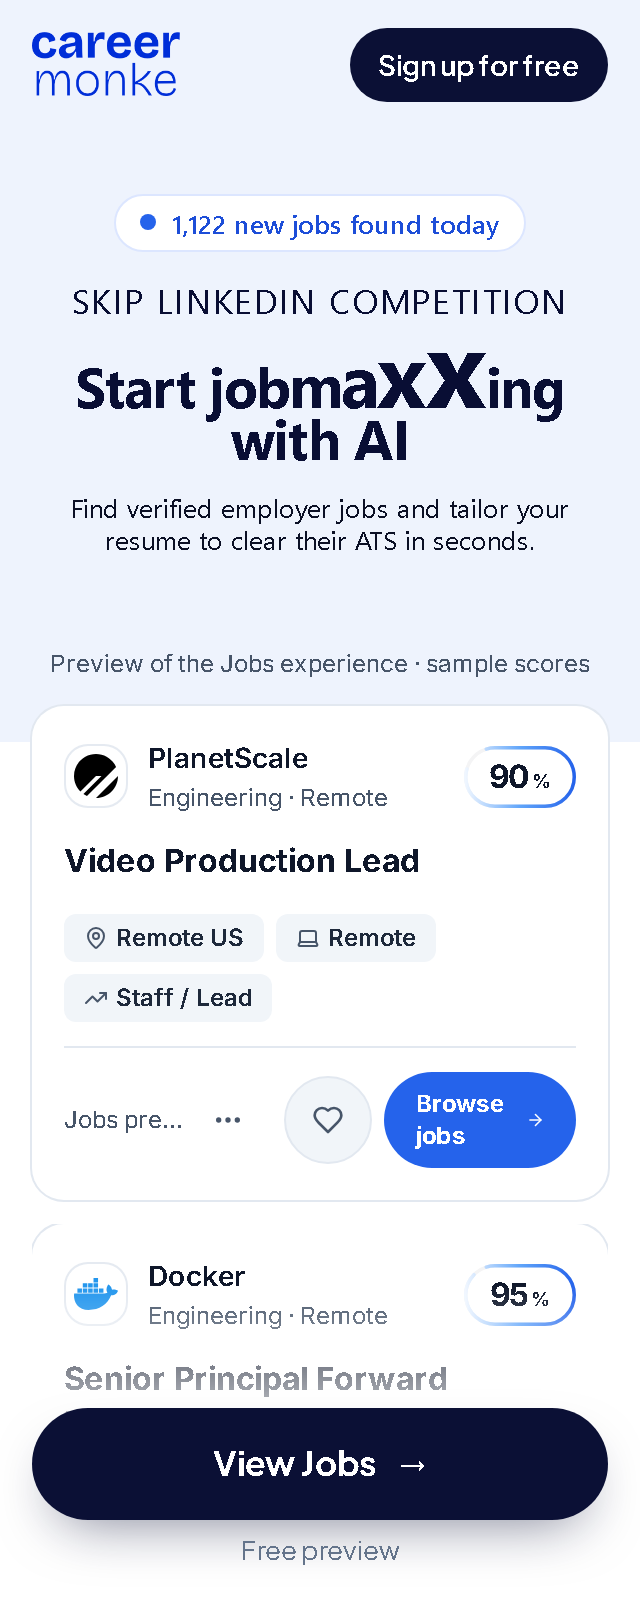 career
monke
Sign up for free
1,122 new jobs found today
SKIP LINKEDIN COMPETITION
Start jobmaxXing
with AI
Find verified employer jobs and tailor your
resume to clear their ATS in seconds.
Preview of the Jobs experience · sample scores
PlanetScale
Engineering · Remote
90%
Video Production Lead
Remote US
Remote
Staff / Lead
Jobs pre...
Browse
jobs →
Docker
Engineering · Remote
95%
Senior Principal Forward
View Jobs →
Free preview